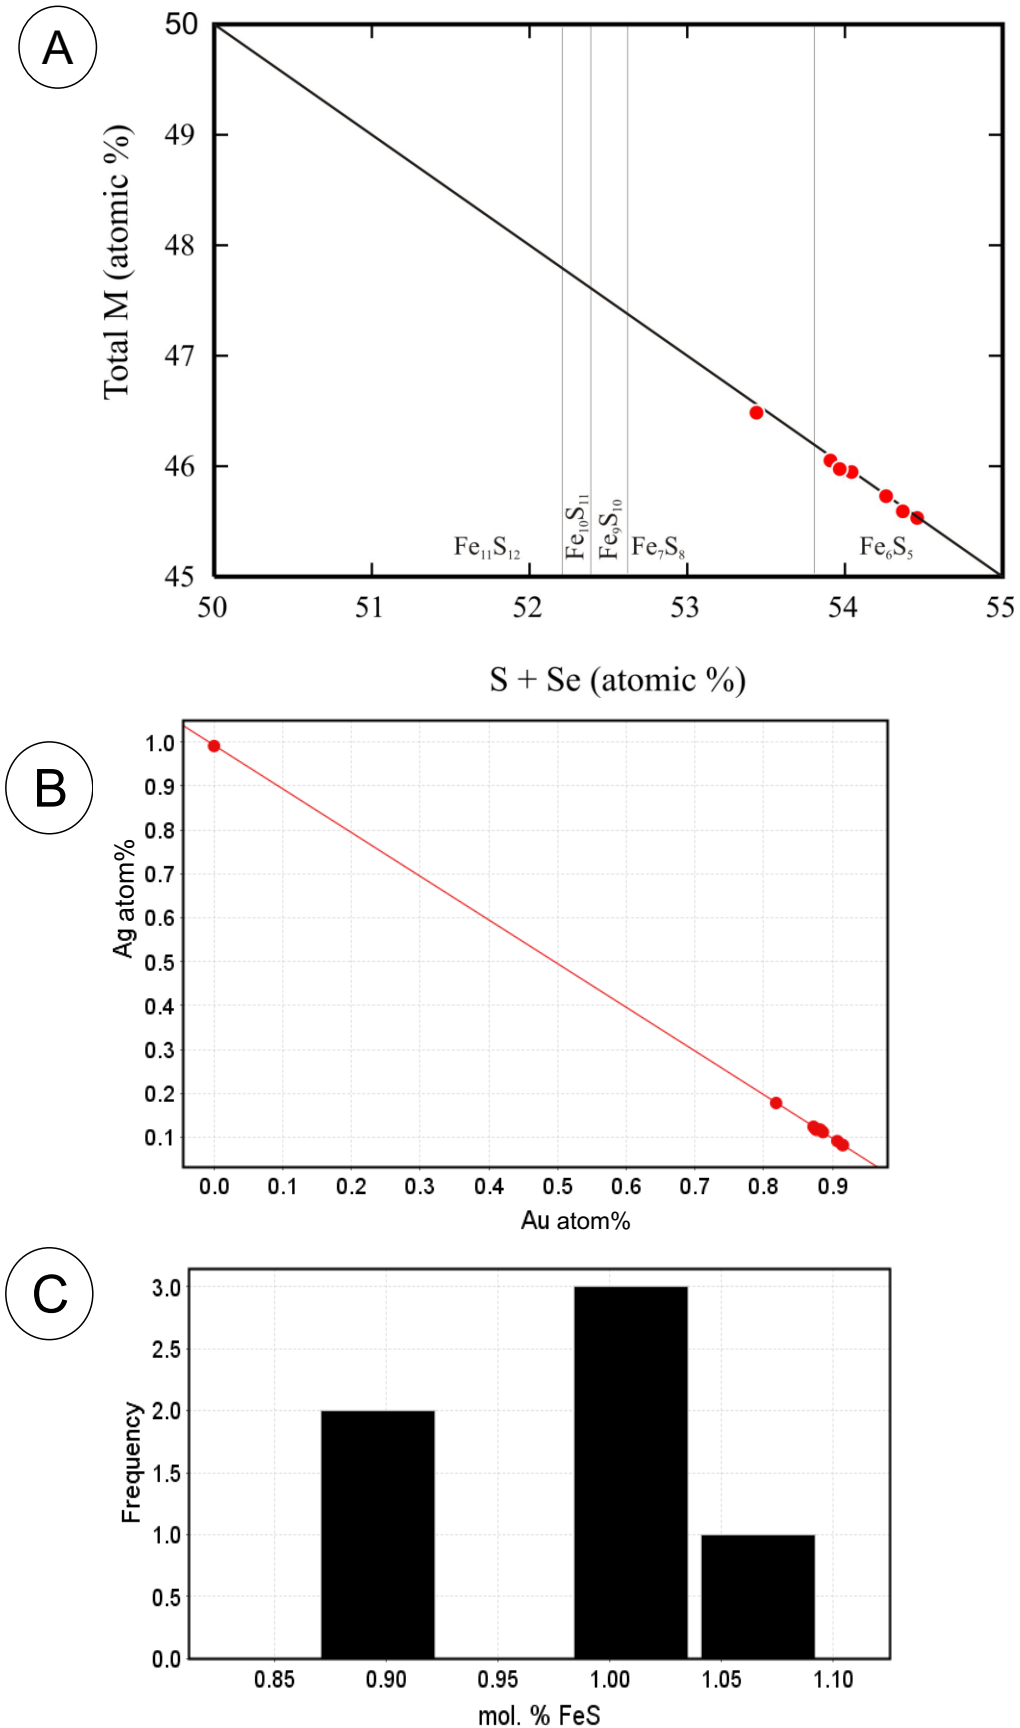 A
50
49
48
47
46
45
Total M (atomic %)
Fe₁₁S₁₂
Fe₁₀S₁₁
Fe₉S₁₀
Fe₇S₈
Fe₆S₅
50 51 52 53 54 55
S + Se (atomic %)
B
1.0
0.9
0.8
0.7
0.6
0.5
0.4
0.3
0.2
0.1
Ag atom%
0.0 0.1 0.2 0.3 0.4 0.5 0.6 0.7 0.8 0.9
Au atom%
C
3.0
2.5
2.0
1.5
1.0
0.5
0.0
Frequency
0.85 0.90 0.95 1.00 1.05 1.10
mol. % FeS